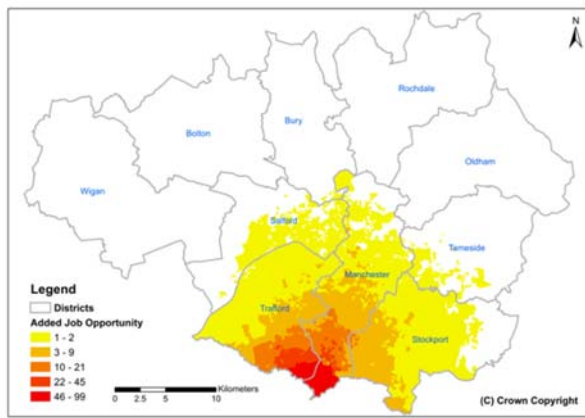 N
Rochdale
Bury
Bolton
Oldham
Wigan
Salford
Tameside
Manchester
Legend
Districts
Trafford
Added Job Opportunity
Stockport
1 - 2
3 - 9
10 - 21
22 - 45
46 - 99
Kilometers
0 2.5 5 10
(C) Crown Copyright